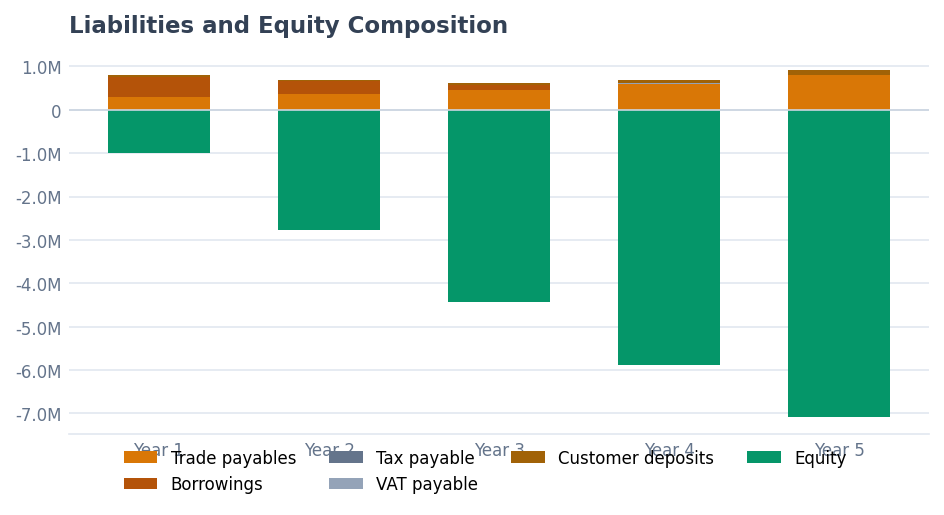 Liabilities and Equity Composition
1.0M
0
-1.0M
-2.0M
-3.0M
-4.0M
-5.0M
-6.0M
-7.0M
Year 1 Year 2 Year 3 Year 4 Year 5
Trade payables Tax payable Customer deposits Equity
Borrowings VAT payable